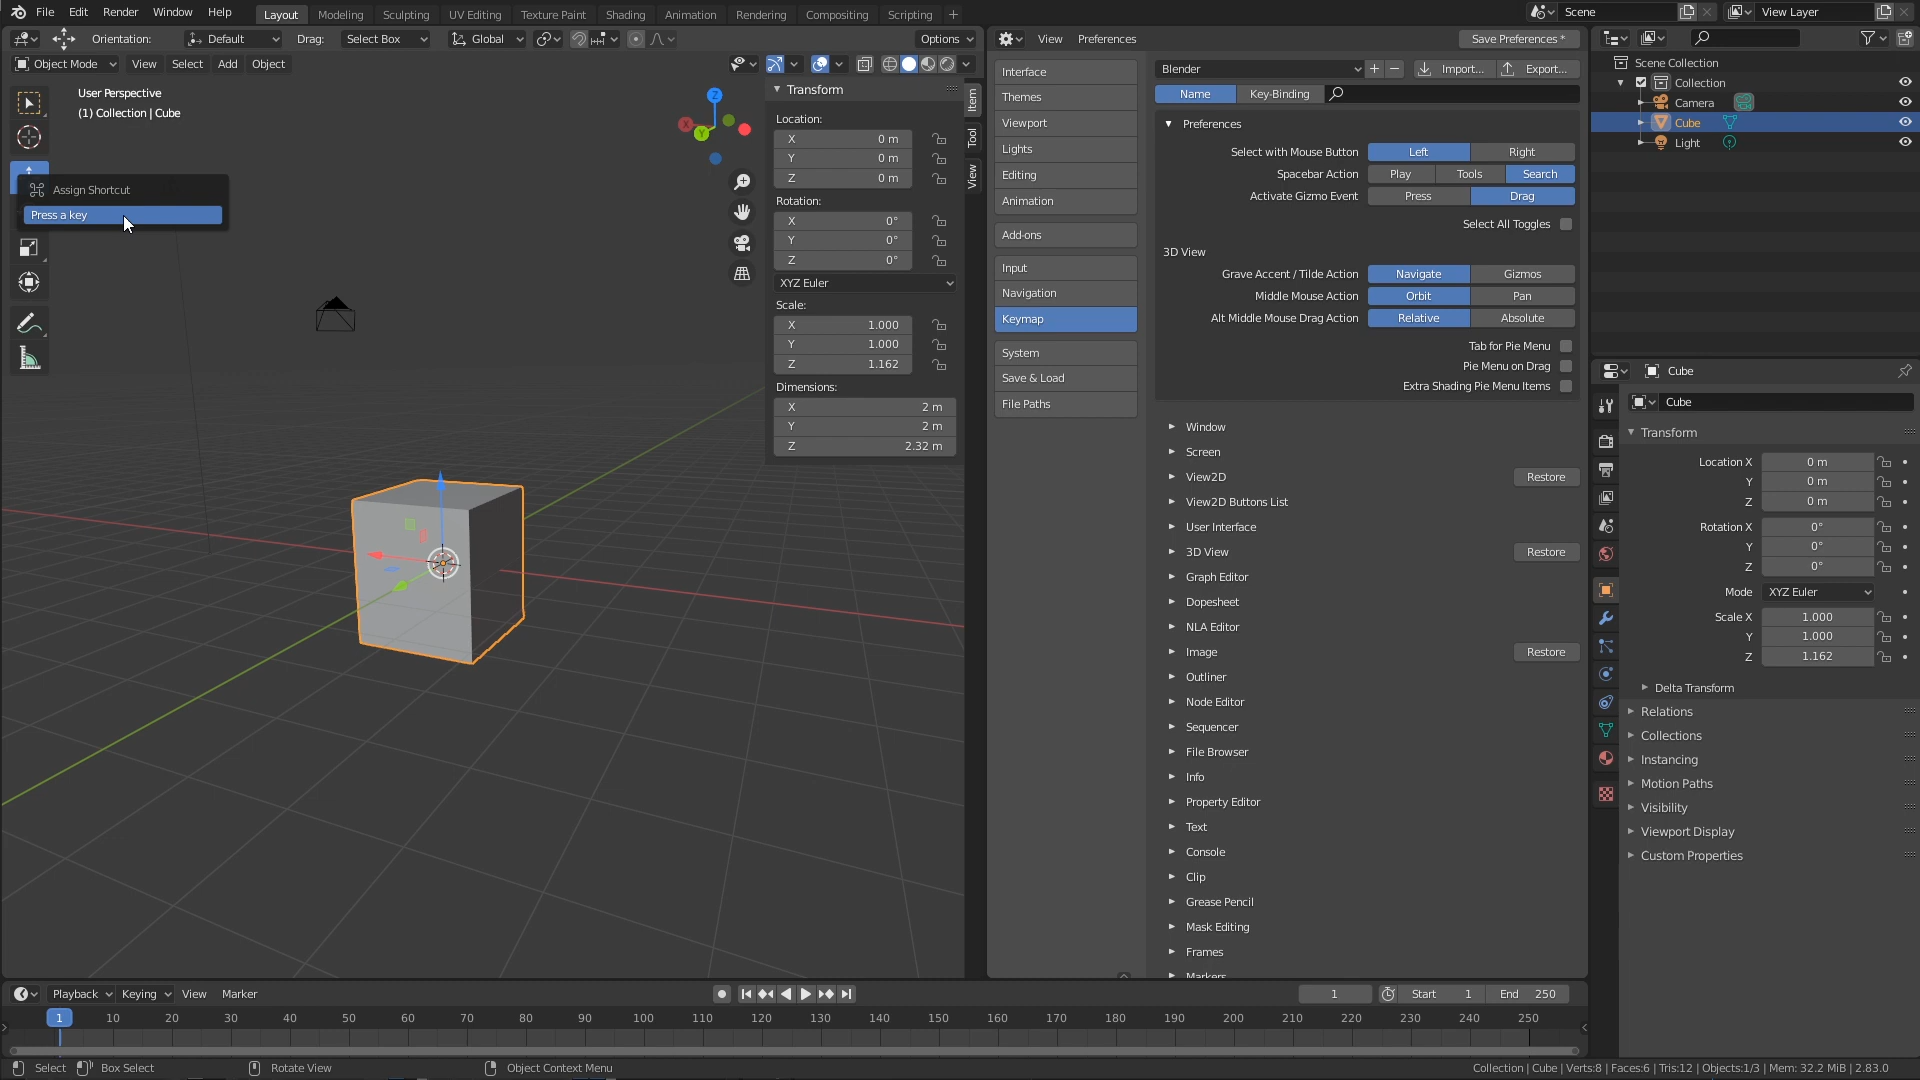 File Edit Render Window Help Layout Modeling Sculpting UV Editing Texture Paint Shading Animation Rendering Compositing Scripting + Scene View Layer
Orientation: Default Drag: Select Box Global Options
View Preferences Save Preferences *
Object Mode View Select Add Object
User Perspective
(1) Collection | Cube
Assign Shortcut
Press a key
Z
X
Y
Transform
Location:
X 0 m
Y 0 m
Z 0 m
Rotation:
X 0°
Y 0°
Z 0°
XYZ Euler
Scale:
X 1.000
Y 1.000
Z 1.162
Dimensions:
X 2 m
Y 2 m
Z 2.32 m
Item
Tool
View
Interface
Themes
Viewport
Lights
Editing
Animation
Add-ons
Input
Navigation
Keymap
System
Save & Load
File Paths
Blender Import... Export...
Name Key-Binding
Preferences
Select with Mouse Button Left Right
Spacebar Action Play Tools Search
Activate Gizmo Event Press Drag
Select All Toggles
3D View
Grave Accent / Tilde Action Navigate Gizmos
Middle Mouse Action Orbit Pan
Alt Middle Mouse Drag Action Relative Absolute
Tab for Pie Menu
Pie Menu on Drag
Extra Shading Pie Menu Items
Window
Screen
View2D Restore
View2D Buttons List
User Interface
3D View Restore
Graph Editor
Dopesheet
NLA Editor
Image Restore
Outliner
Node Editor
Sequencer
File Browser
Info
Property Editor
Text
Console
Clip
Grease Pencil
Mask Editing
Frames
Markers
Scene Collection
Collection
Camera
Cube
Light
Cube
Cube
Transform
Location X 0 m
Y 0 m
Z 0 m
Rotation X 0°
Y 0°
Z 0°
Mode XYZ Euler
Scale X 1.000
Y 1.000
Z 1.162
Delta Transform
Relations
Collections
Instancing
Motion Paths
Visibility
Viewport Display
Custom Properties
Playback Keying View Marker 1 Start 1 End 250
1 10 20 30 40 50 60 70 80 90 100 110 120 130 140 150 160 170 180 190 200 210 220 230 240 250
Select Box Select Rotate View Object Context Menu Collection | Cube | Verts:8 | Faces:6 | Tris:12 | Objects:1/3 | Mem: 32.2 MiB | 2.83.0